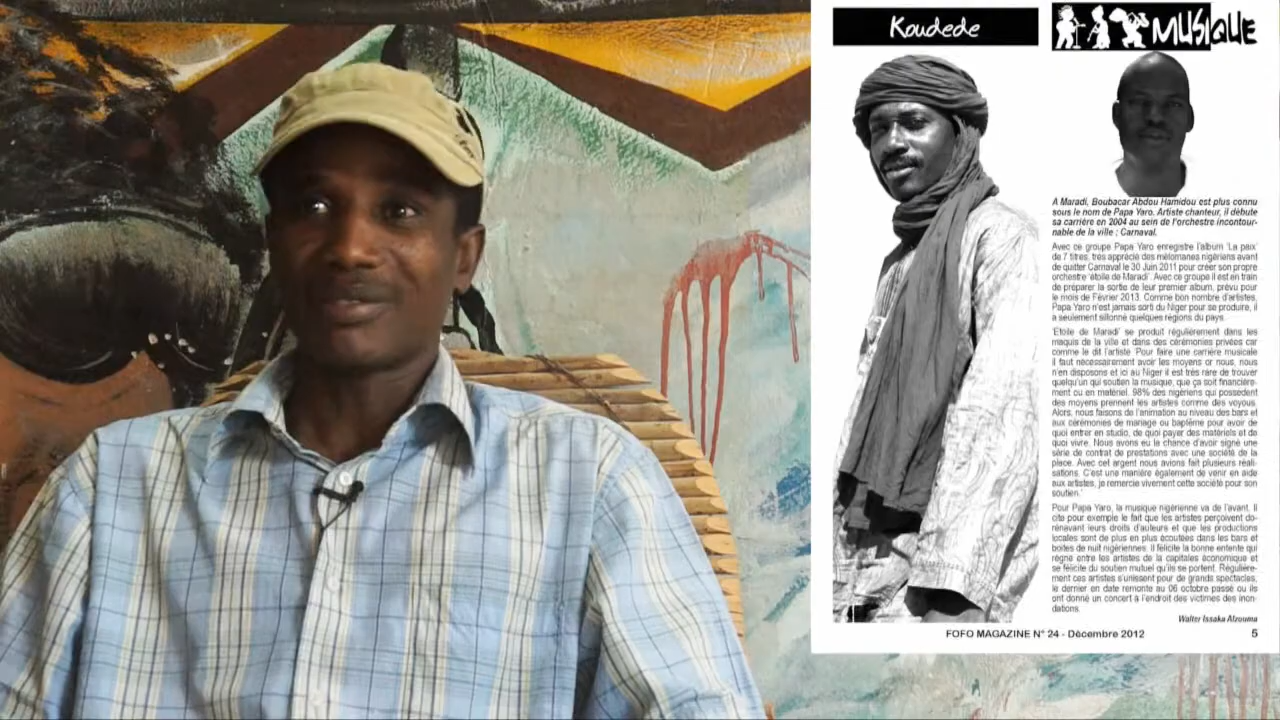 Koudede
MUSIQUE
A Maradi, Boubacar Abdou Hamidou est plus connu
sous le nom de Papa Yaro. Artiste chanteur, il débute
sa carrière en 2004 au sein de l'orchestre incontour-
nable de la ville ; Carnaval.
Avec ce groupe Papa Yaro enregistre l'album 'La paix'
de 7 titres, très apprécié des mélomanes nigériens avant
de quitter Carnaval le 30 Juin 2011 pour créer son propre
orchestre 'étoile de Maradi'. Avec ce groupe il est en train
de préparer la sortie de leur premier album, prévu pour
le mois de Février 2013. Comme bon nombre d'artistes,
Papa Yaro n'est jamais sorti du Niger pour se produire, il
a seulement sillonné quelques régions du pays.
'Etoile de Maradi' se produit régulièrement dans les
maquis de la ville et dans des cérémonies privées car
comme le dit l'artiste 'Pour faire une carrière musicale
il faut nécessairement avoir les moyens or nous, nous
n'en disposons et ici au Niger il est très rare de trouver
quelqu'un qui soutien la musique, que ça soit financière-
ment ou en matériel. 98% des nigériens qui possèdent
des moyens prennent les artistes comme des voyous.
Alors, nous faisons de l'animation au niveau des bars et
aux cérémonies de mariage ou baptême pour avoir de
quoi entrer en studio, de quoi payer des matériels et de
quoi vivre. Nous avons eu la chance d'avoir signé une
série de contrat de prestations avec une société de la
place. Avec cet argent nous avions fait plusieurs réali-
sations. C'est une manière également de venir en aide
aux artistes, je remercie vivement cette société pour son
soutien.'
Pour Papa Yaro, la musique nigérienne va de l'avant. Il
cite pour exemple le fait que les artistes perçoivent do-
rénavant leurs droits d'auteurs et que les productions
locales sont de plus en plus écoutées dans les bars et
boites de nuit nigériennes. Il félicite la bonne entente qui
règne entre les artistes de la capitales économique et
se félicite du soutien mutuel qu'ils se portent. Régulière-
ment ces artistes s'unissent pour de grands spectacles,
le dernier en date remonte au 06 octobre passé ou ils
ont donné un concert à l'endroit des victimes des inon-
dations.
Walter Issaka Alzouma
FOFO MAGAZINE N° 24 - Décembre 2012
5